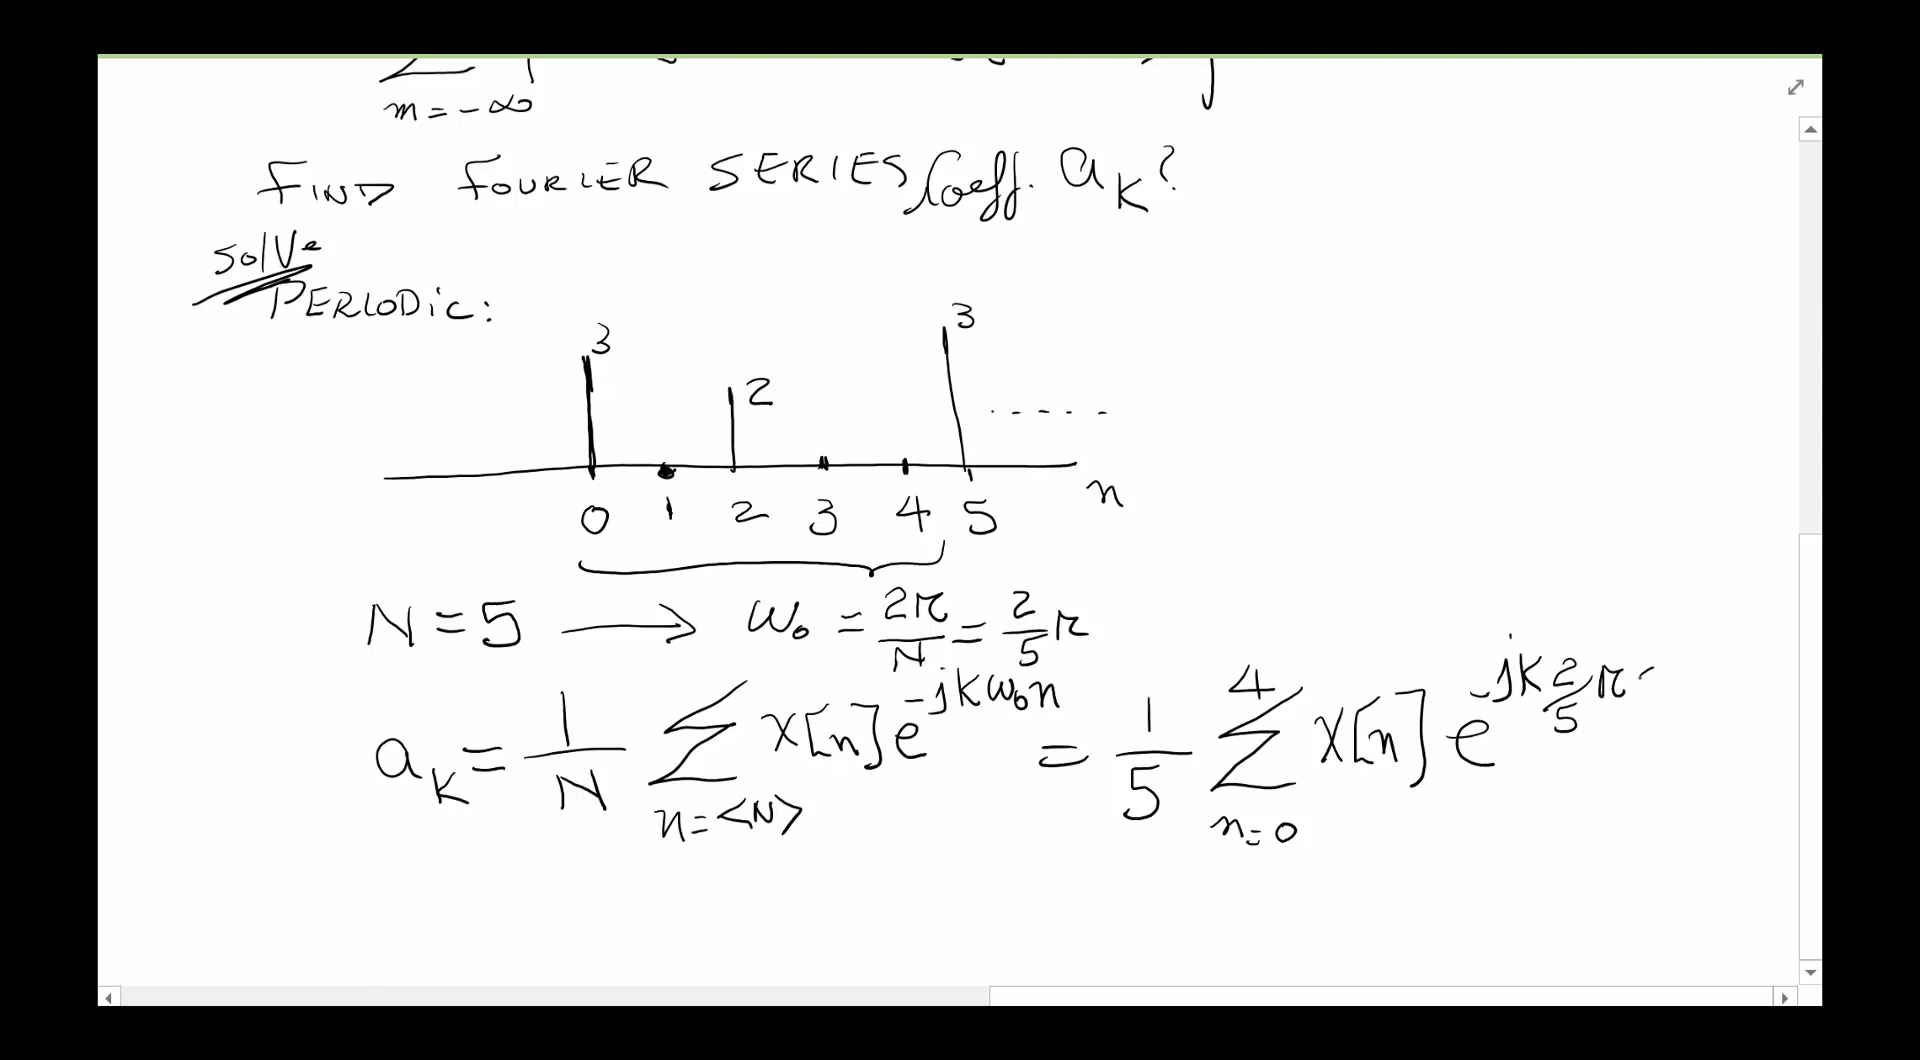 m = -∞
FIND FOURIER SERIES Coeff. a_K?
Solve
PERIODIC:
3 2 3 .....
0 1 2 3 4 5 n
N = 5 → ω₀ = 2π/N = 2/5 π
a_K = 1/N Σ_{n=<N>} x[n] e^{-jkω₀n} = 1/5 Σ_{n=0}^{4} x[n] e^{-jk 2/5 π